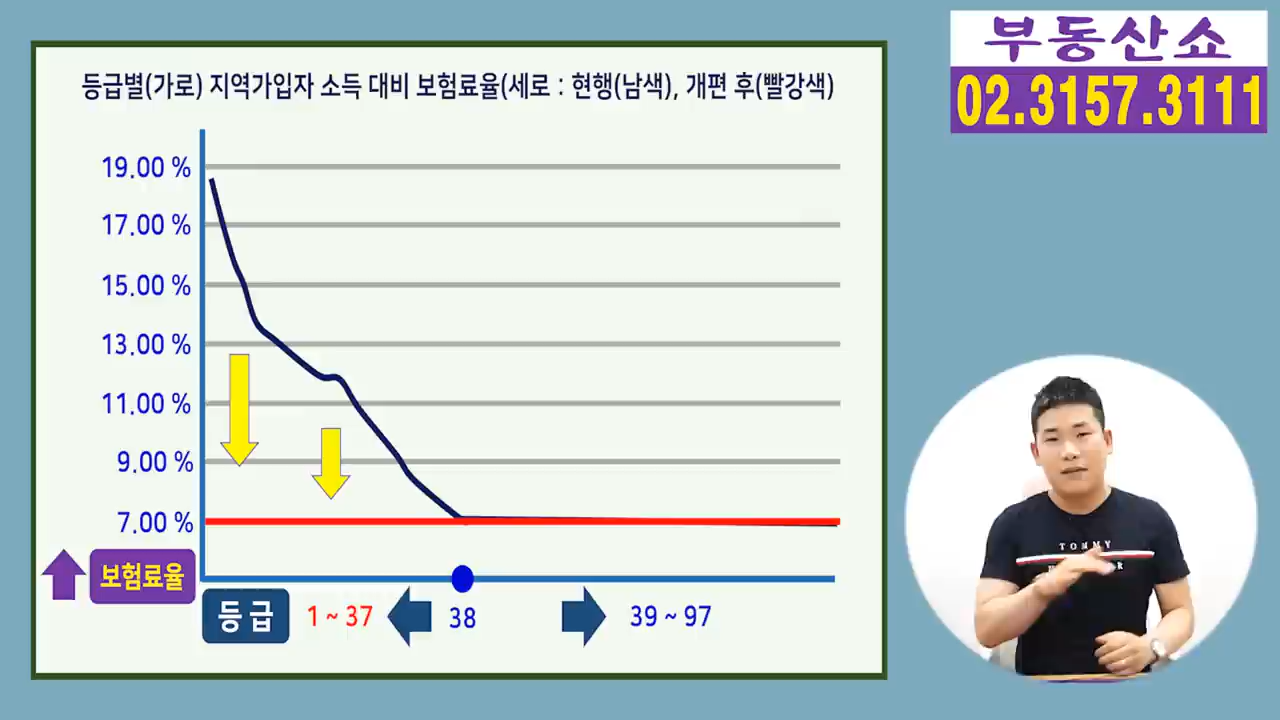 부동산쇼
02.3157.3111
등급별(가로) 지역가입자 소득 대비 보험료율(세로 : 현행(남색), 개편 후(빨강색)
19.00 %
17.00 %
15.00 %
13.00 %
11.00 %
9.00 %
7.00 %
보험료율
등급 1 ~ 37 38 39 ~ 97
TOMMY